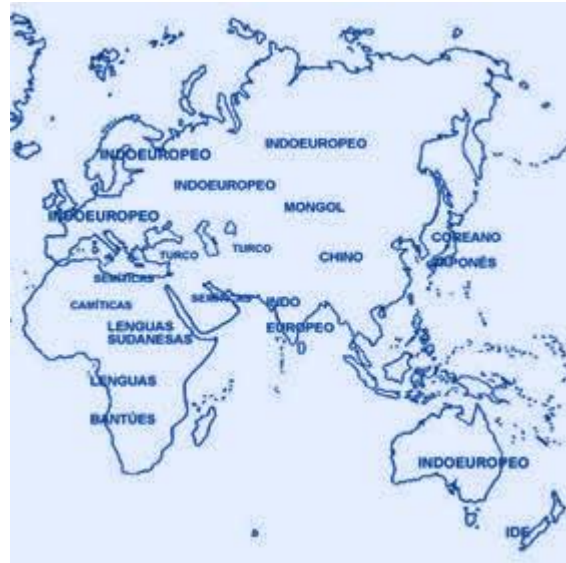 INDOEUROPEO
INDOEUROPEO
INDOEUROPEO
INDOEUROPEO
MONGOL
COREANO
TURCO
TURCO
CHINO
JAPONÉS
SEMÍTICAS
SEMÍTICAS
CAMÍTICAS
INDO
EUROPEO
LENGUAS
SUDANESAS
LENGUAS
BANTÚES
INDOEUROPEO
IDE